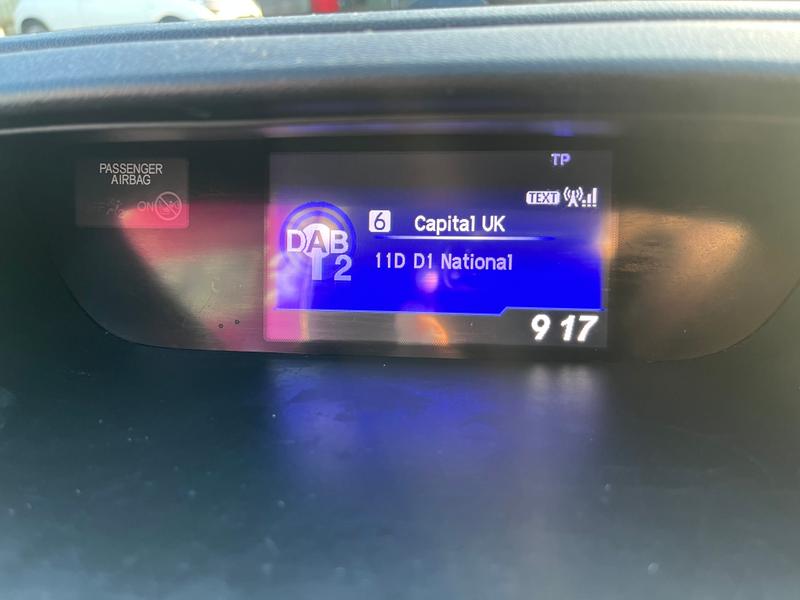 PASSENGER
AIRBAG
ON
TP
TEXT
DAB
2
6 Capital UK
11D D1 National
9 17